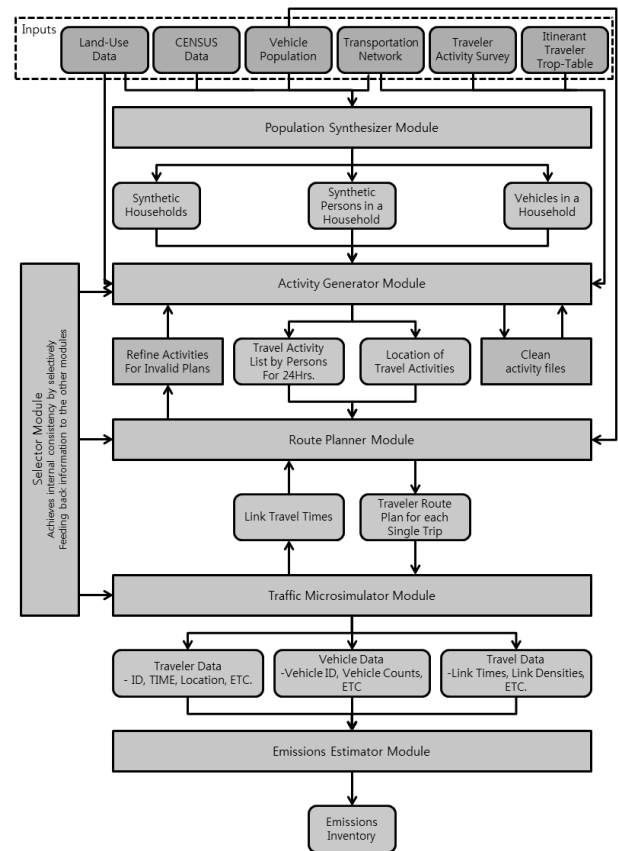 Inputs
Land-Use
Data
CENSUS
Data
Vehicle
Population
Transportation
Network
Traveler
Activity Survey
Itinerant
Traveler
Trop-Table
Population Synthesizer Module
Synthetic
Households
Synthetic
Persons in a
Household
Vehicles in a
Household
Activity Generator Module
Selector Module
Achieves internal consistency by selectively
Feeding back information to the other modules
Refine Activities
For Invalid Plans
Travel Activity
List by Persons
For 24Hrs.
Location of
Travel Activities
Clean
activity files
Route Planner Module
Link Travel Times
Traveler Route
Plan for each
Single Trip
Traffic Microsimulator Module
Traveler Data
- ID, TIME, Location, ETC.
Vehicle Data
-Vehicle ID, Vehicle Counts,
ETC
Travel Data
-Link Times, Link Densities,
ETC.
Emissions Estimator Module
Emissions
Inventory